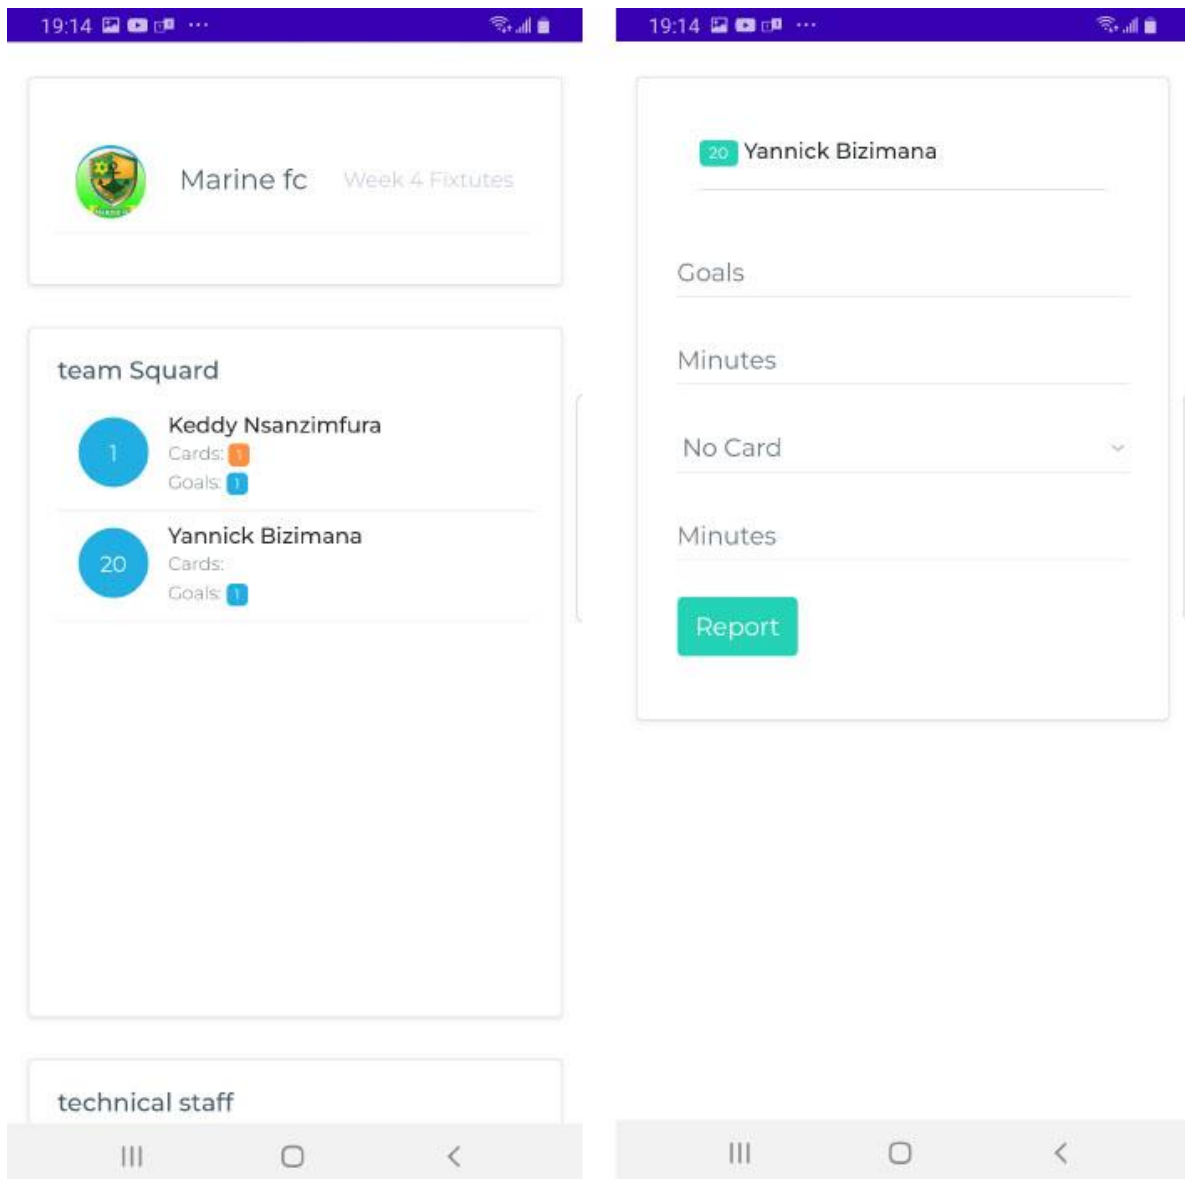 19:14
Marine fc Week 4 Fixtutes
team Squard
1
Keddy Nsanzimfura
Cards: 1
Goals: 1
20
Yannick Bizimana
Cards:
Goals: 1
technical staff
19:14
20 Yannick Bizimana
Goals
Minutes
No Card
Minutes
Report